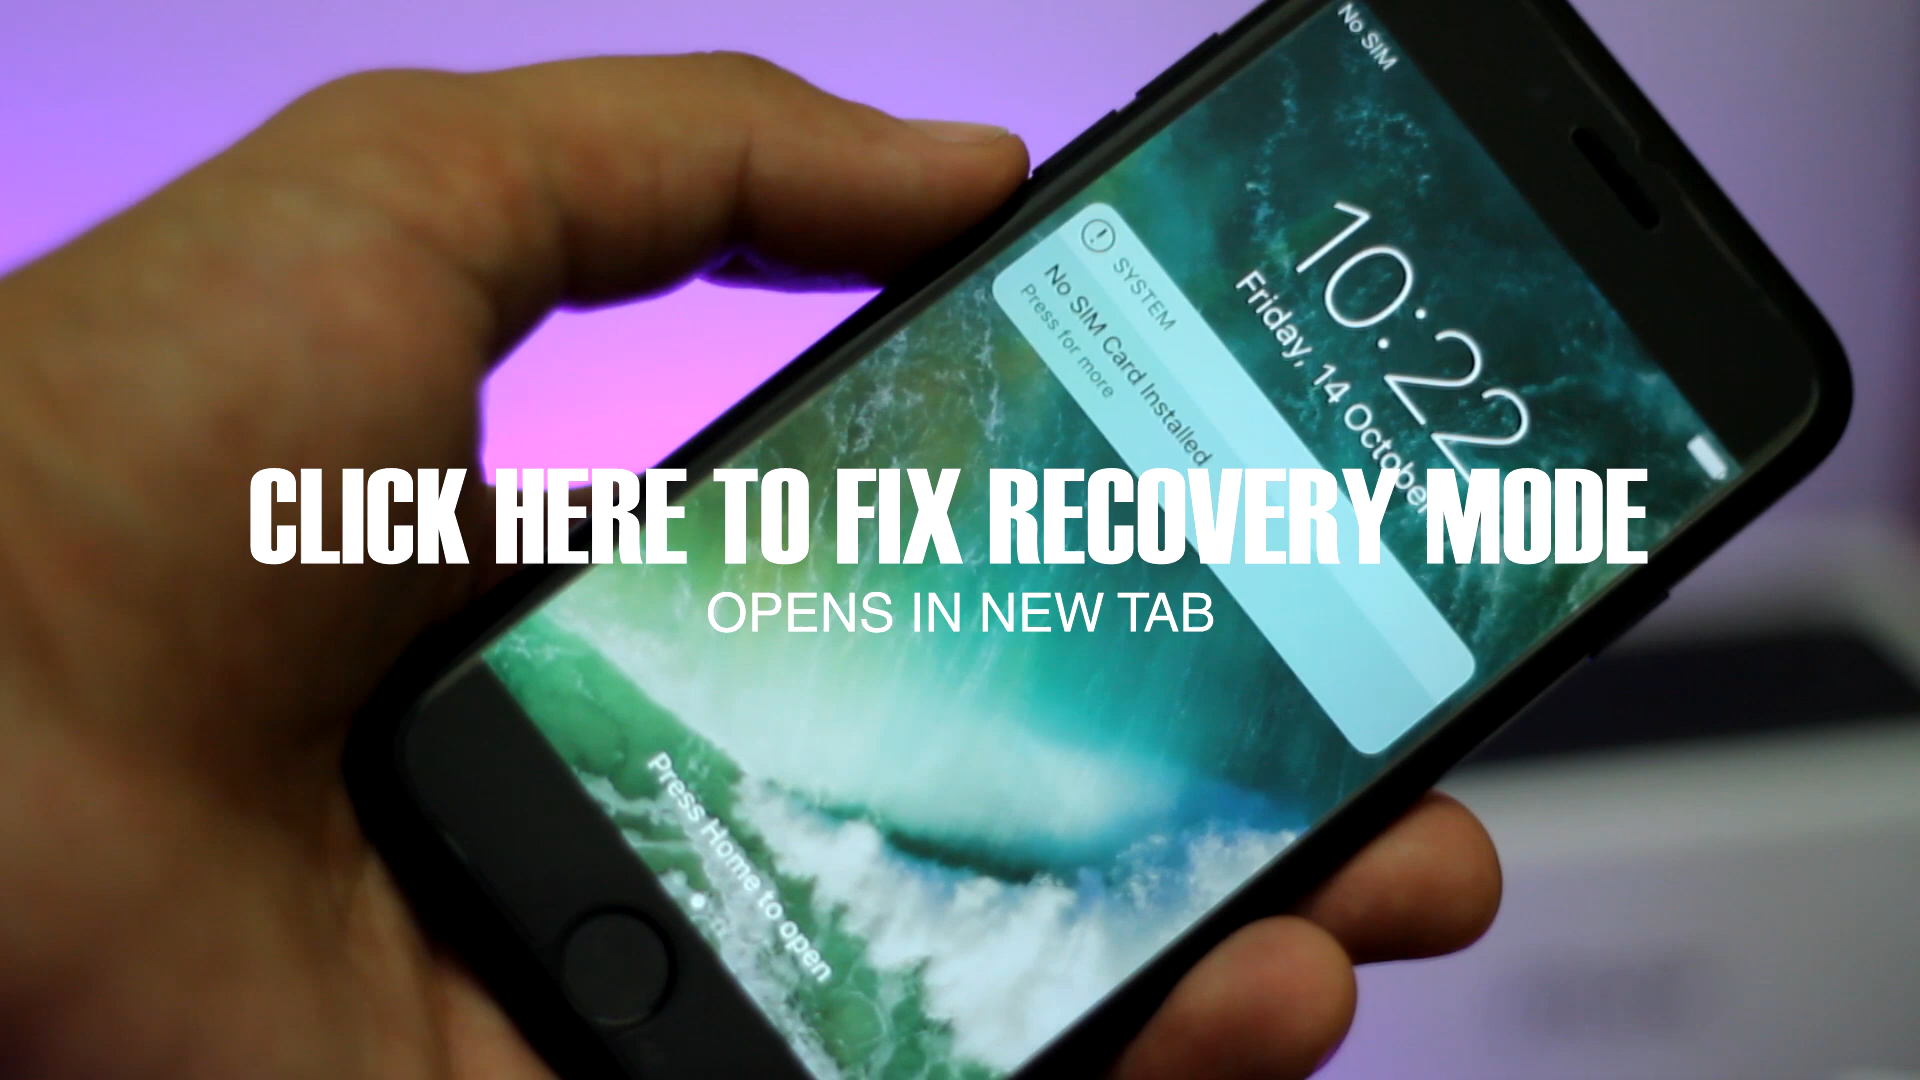 No SIM
10:22
Friday, 14 October
SYSTEM
No SIM Card Installed
Press for more
CLICK HERE TO FIX RECOVERY MODE
OPENS IN NEW TAB
Press Home to open